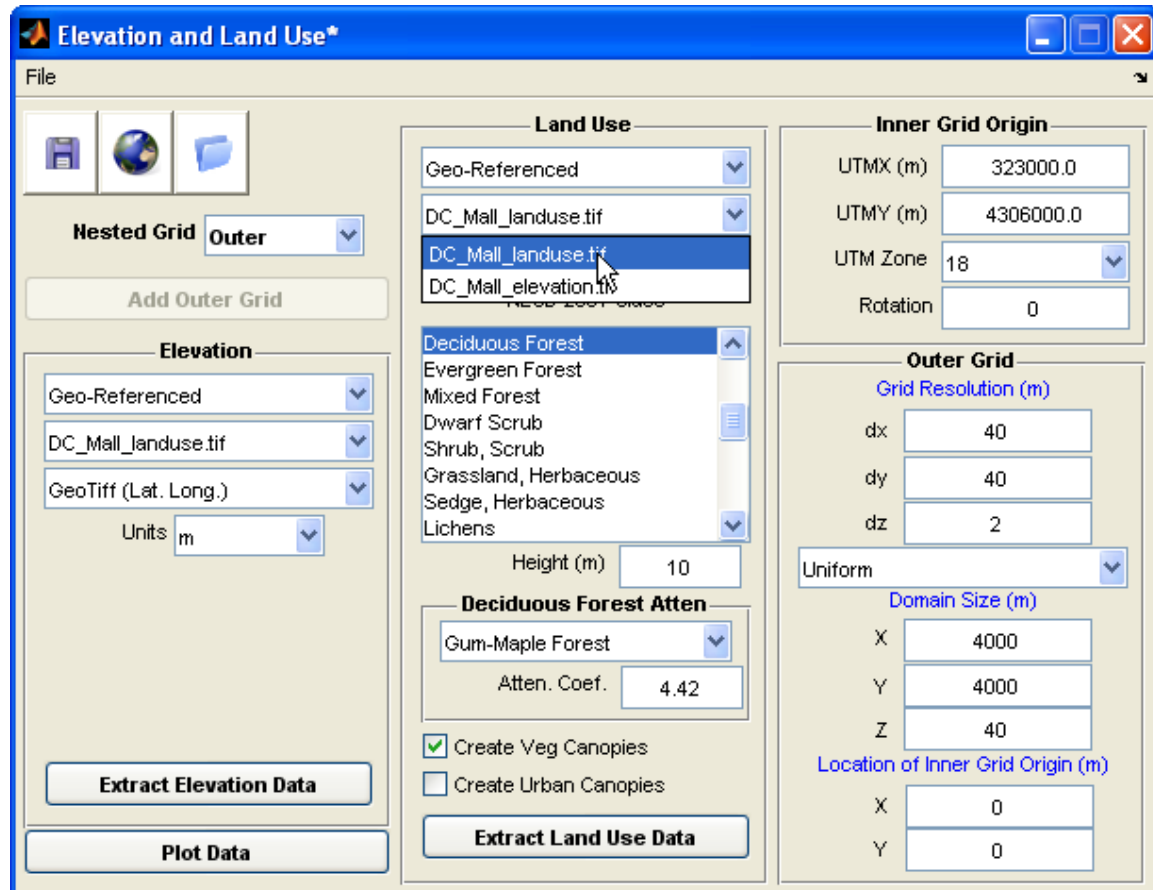 Elevation and Land Use*
File
Nested Grid Outer
Add Outer Grid
Elevation
Geo-Referenced
DC_Mall_landuse.tif
GeoTiff (Lat. Long.)
Units m
Extract Elevation Data
Plot Data
Land Use
Geo-Referenced
DC_Mall_landuse.tif
DC_Mall_landuse.tif
DC_Mall_elevation.tif
Deciduous Forest
Evergreen Forest
Mixed Forest
Dwarf Scrub
Shrub, Scrub
Grassland, Herbaceous
Sedge, Herbaceous
Lichens
Height (m) 10
Deciduous Forest Atten
Gum-Maple Forest
Atten. Coef. 4.42
Create Veg Canopies
Create Urban Canopies
Extract Land Use Data
Inner Grid Origin
UTMX (m) 323000.0
UTMY (m) 4306000.0
UTM Zone 18
Rotation 0
Outer Grid
Grid Resolution (m)
dx 40
dy 40
dz 2
Uniform
Domain Size (m)
X 4000
Y 4000
Z 40
Location of Inner Grid Origin (m)
X 0
Y 0